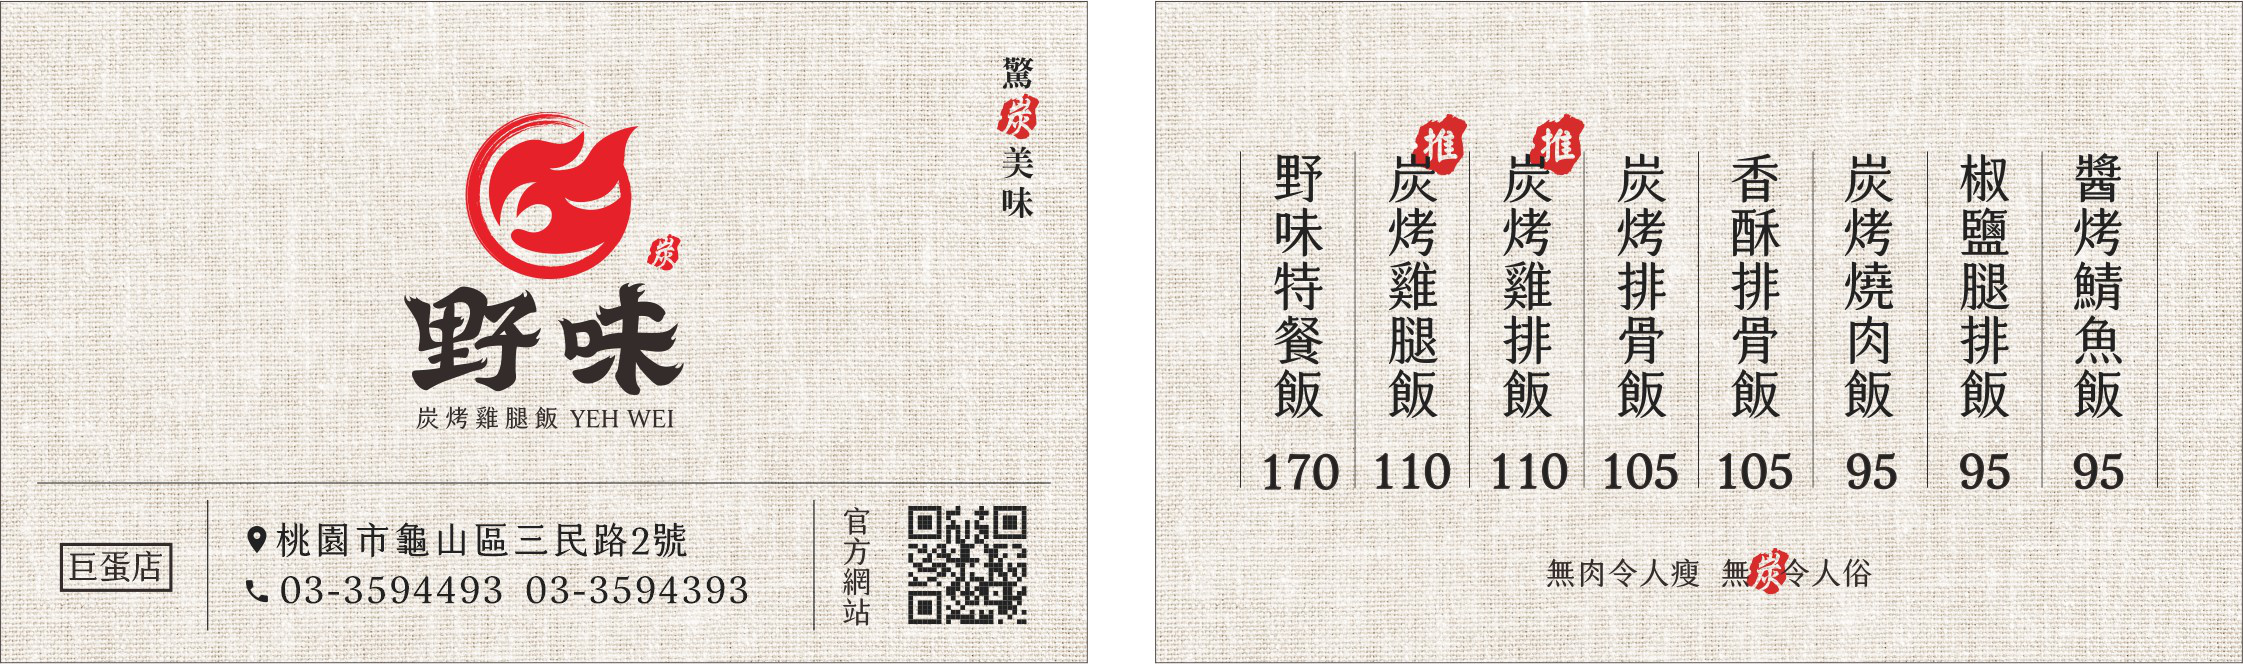 驚炭美味
炭
野味
炭烤雞腿飯 YEH WEI
巨蛋店
桃園市龜山區三民路2號
03-3594493 03-3594393
官方網站
野味特餐飯 170
推
炭烤雞腿飯 110
推
炭烤雞排飯 110
炭烤排骨飯 105
香酥排骨飯 105
炭烤燒肉飯 95
椒鹽腿排飯 95
醬烤鯖魚飯 95
無肉令人瘦 無炭令人俗